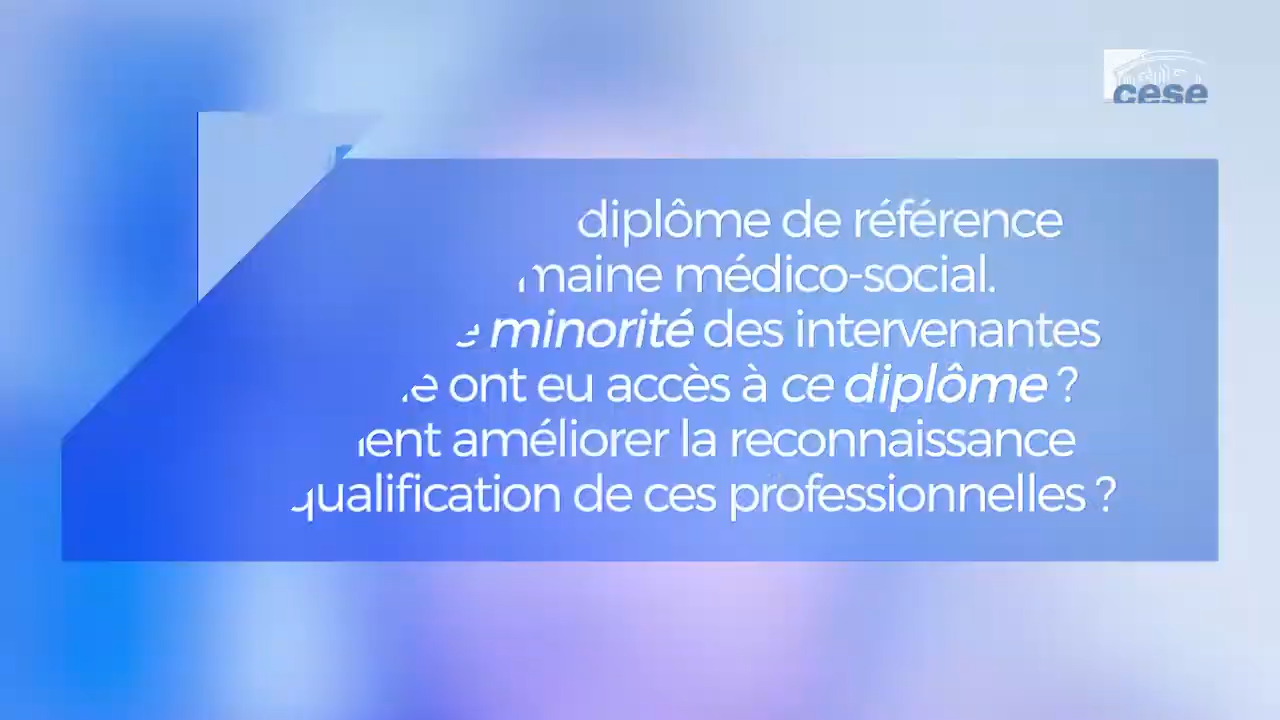 cese
diplôme de référence
maine médico-social.
e minorité des intervenantes
e ont eu accès à ce diplôme ?
ent améliorer la reconnaissance
qualification de ces professionnelles ?